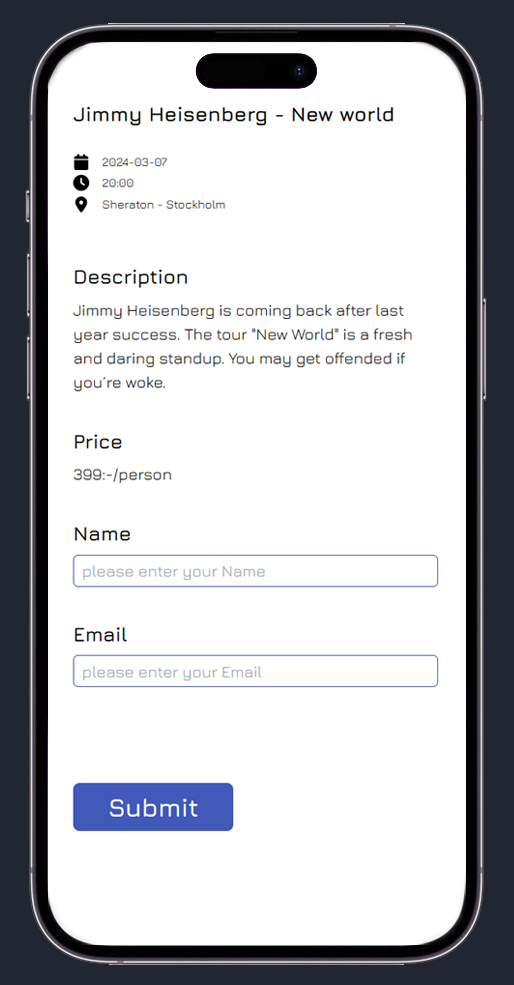 Jimmy Heisenberg - New world
2024-03-07
20:00
Sheraton - Stockholm
Description
Jimmy Heisenberg is coming back after last
year success. The tour "New World" is a fresh
and daring standup. You may get offended if
you´re woke.
Price
399:-/person
Name
please enter your Name
Email
please enter your Email
Submit